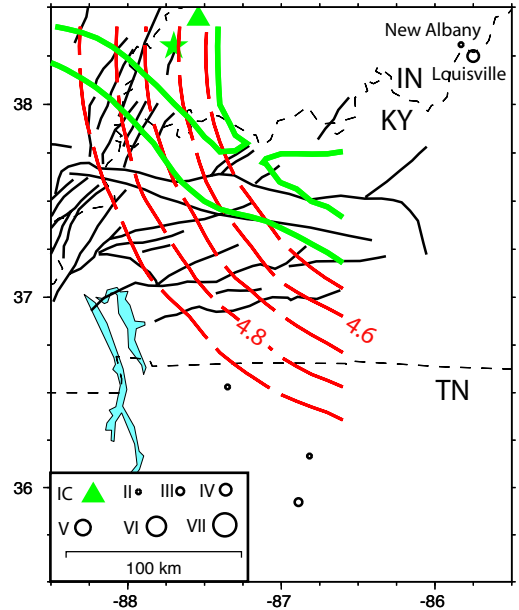 New Albany
Louisville
IN
KY
38
37
4.8
4.6
TN
36
IC II III IV
V VI VII
100 km
-88 -87 -86